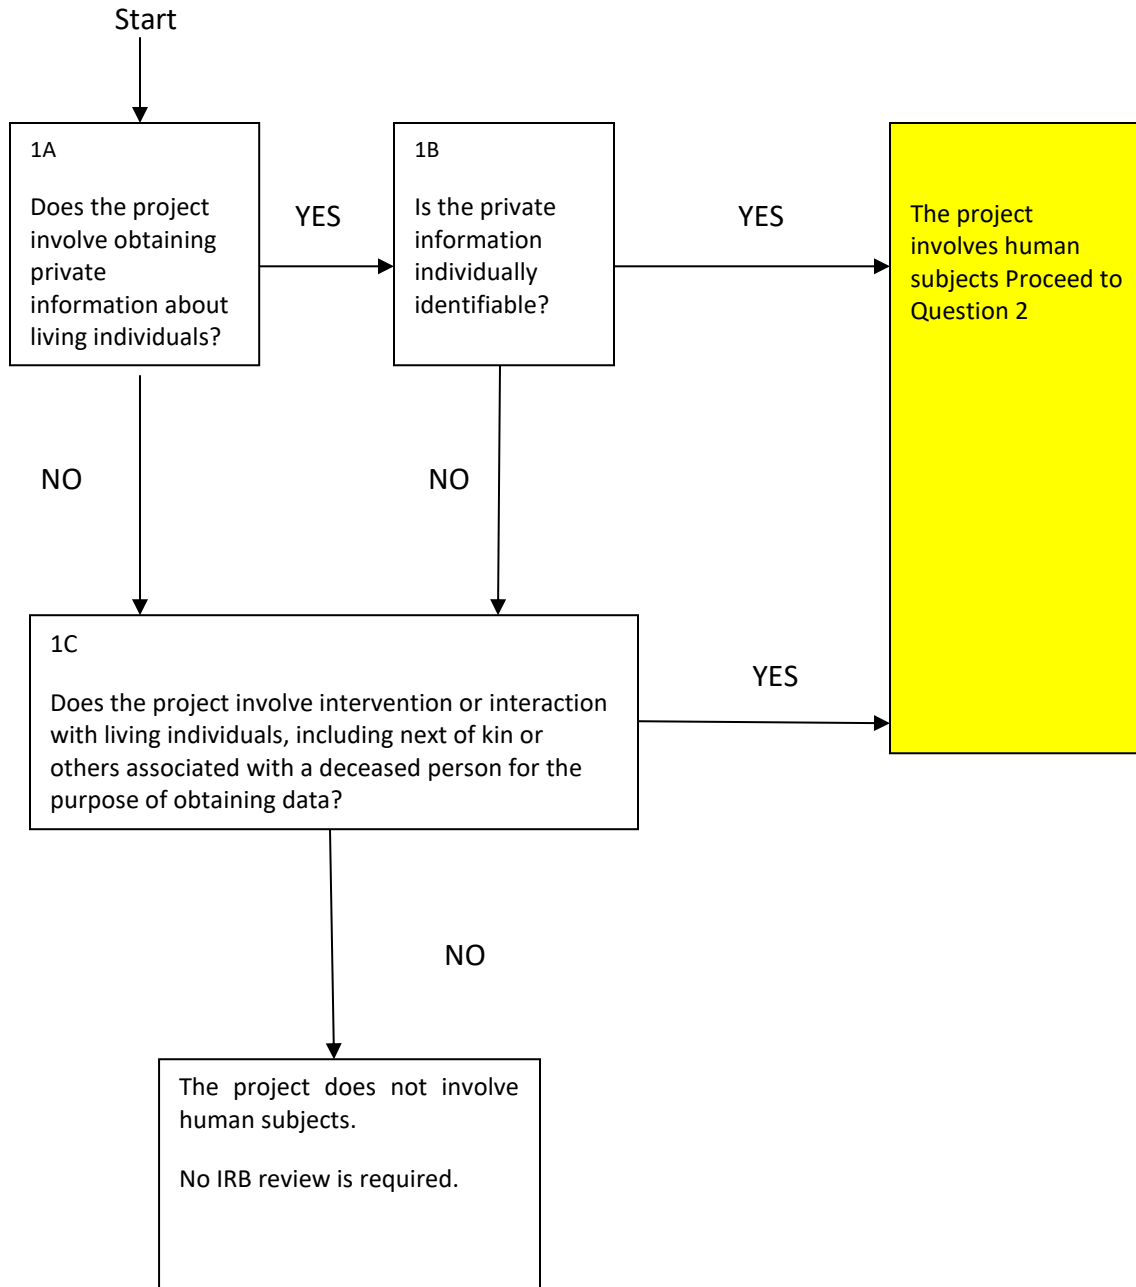 Start
1A
Does the project
involve obtaining
private
information about
living individuals?
YES
1B
Is the private
information
individually
identifiable?
YES
The project
involves human
subjects Proceed to
Question 2
NO
NO
1C
Does the project involve intervention or interaction
with living individuals, including next of kin or
others associated with a deceased person for the
purpose of obtaining data?
YES
NO
The project does not involve
human subjects.
No IRB review is required.